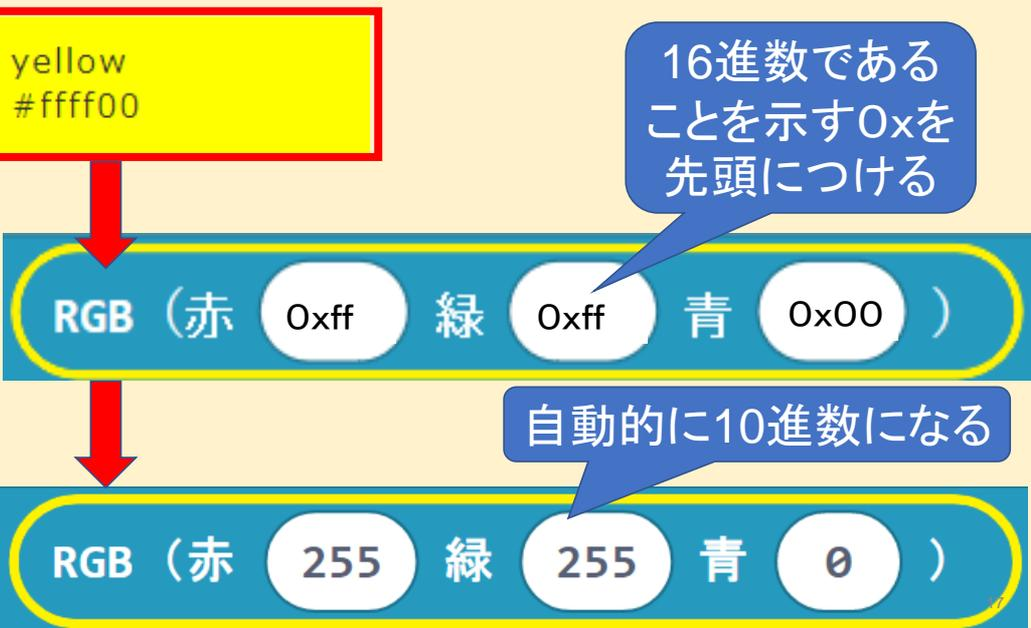 yellow
#ffff00
16進数である
ことを示す0xを
先頭につける
RGB (赤 0xff 緑 0xff 青 0x00 )
自動的に10進数になる
RGB (赤 255 緑 255 青 0 )
17